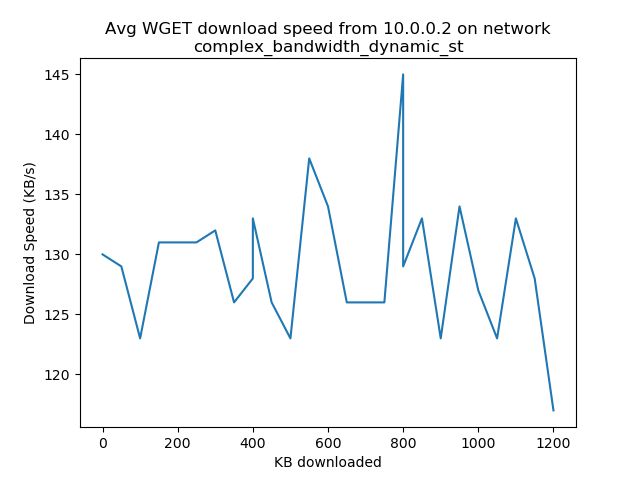 Avg WGET download speed from 10.0.0.2 on network
complex_bandwidth_dynamic_st
145
140
135
130
125
120
Download Speed (KB/s)
0 200 400 600 800 1000 1200
KB downloaded